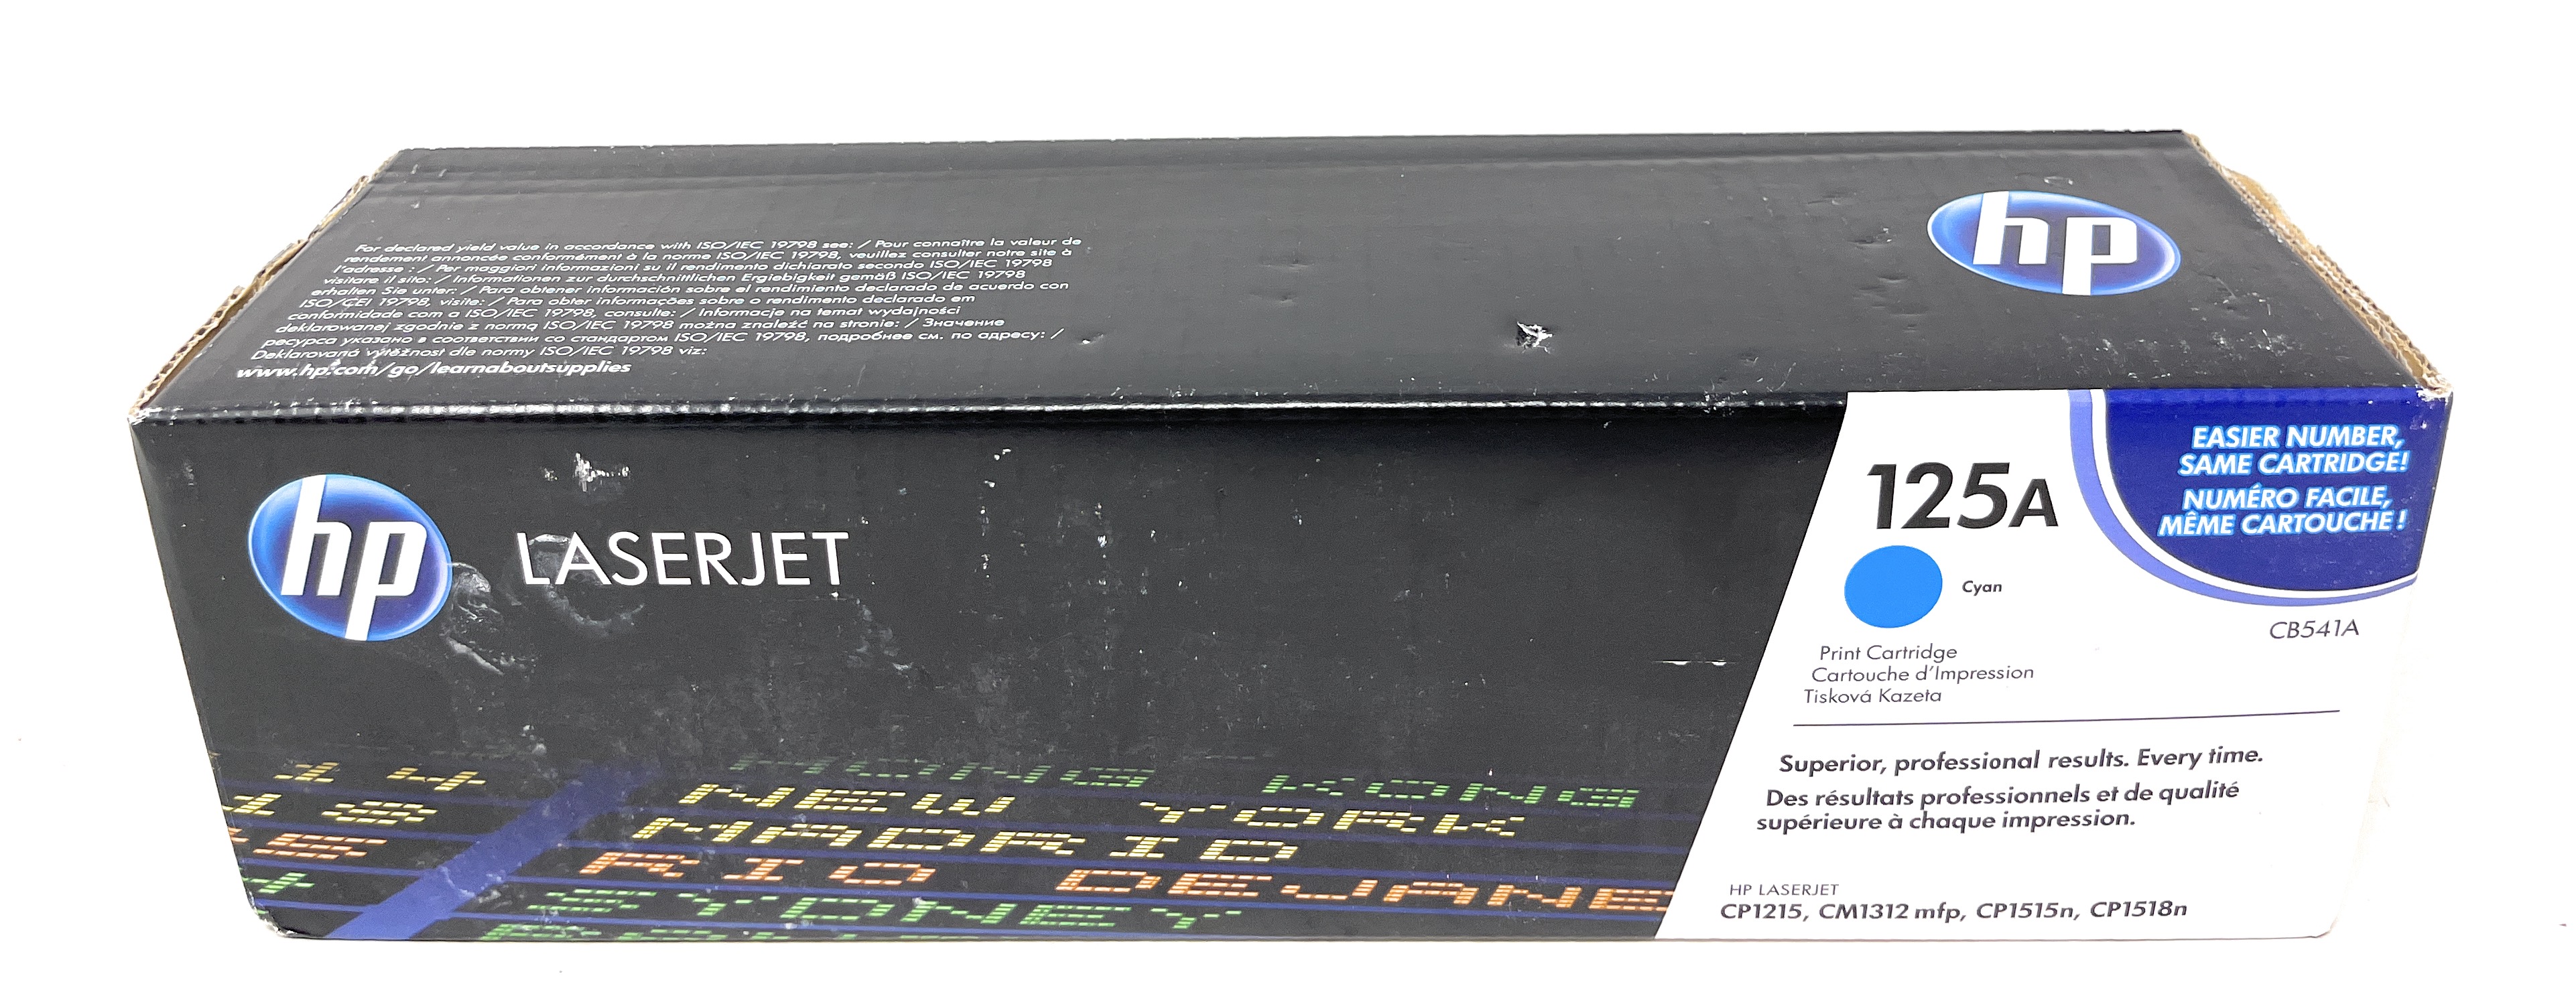 For declared yield value in accordance with ISO/IEC 19798 see: / Pour connaître la valeur de
rendement annoncée conformément à la norme ISO/IEC 19798, veuillez consulter notre site à
l'adresse : / Per maggiori informazioni su il rendimento dichiarato secondo ISO/IEC 19798
visitare il sito: / Informationen zur durchschnittlichen Ergiebigkeit gemäß ISO/IEC 19798
erhalten Sie unter: / Para obtener información sobre el rendimiento declarado de acuerdo con
ISO/CEI 19798, visite: / Para obter informações sobre o rendimento declarado em
conformidade com a ISO/IEC 19798, consulte: / Informacje na temat wydajności
deklarowanej zgodnie z normą ISO/IEC 19798 można znaleźć na stronie: / Значение
ресурса указано в соответствии со стандартом ISO/IEC 19798, подробнее см. по адресу: /
Deklarovaná výtěžnost dle normy ISO/IEC 19798 viz:
www.hp.com/go/learnaboutsupplies
hp
hp
LASERJET
125A
Cyan
EASIER NUMBER,
SAME CARTRIDGE!
NUMÉRO FACILE,
MÊME CARTOUCHE !
CB541A
Print Cartridge
Cartouche d'Impression
Tisková Kazeta
Superior, professional results. Every time.
Des résultats professionnels et de qualité
supérieure à chaque impression.
HP LASERJET
CP1215, CM1312 mfp, CP1515n, CP1518n
14 HONG KONG
18 NEW YORK
MADRID
RIO DEJANE
SYDNEY